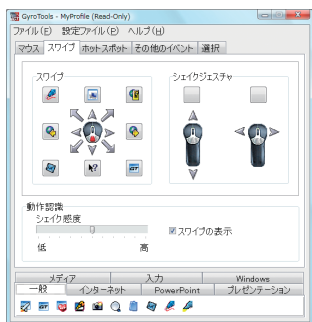 GyroTools - MyProfile (Read-Only)
ファイル(F) 設定ファイル(P) ヘルプ(H)
マウス スワイプ ホットスポット その他のイベント 選択
スワイプ シェイクジェスチャ
動作認識
シェイク感度
スワイプの表示
低 高
メディア 入力 Windows
一般 インターネット PowerPoint プレゼンテーション